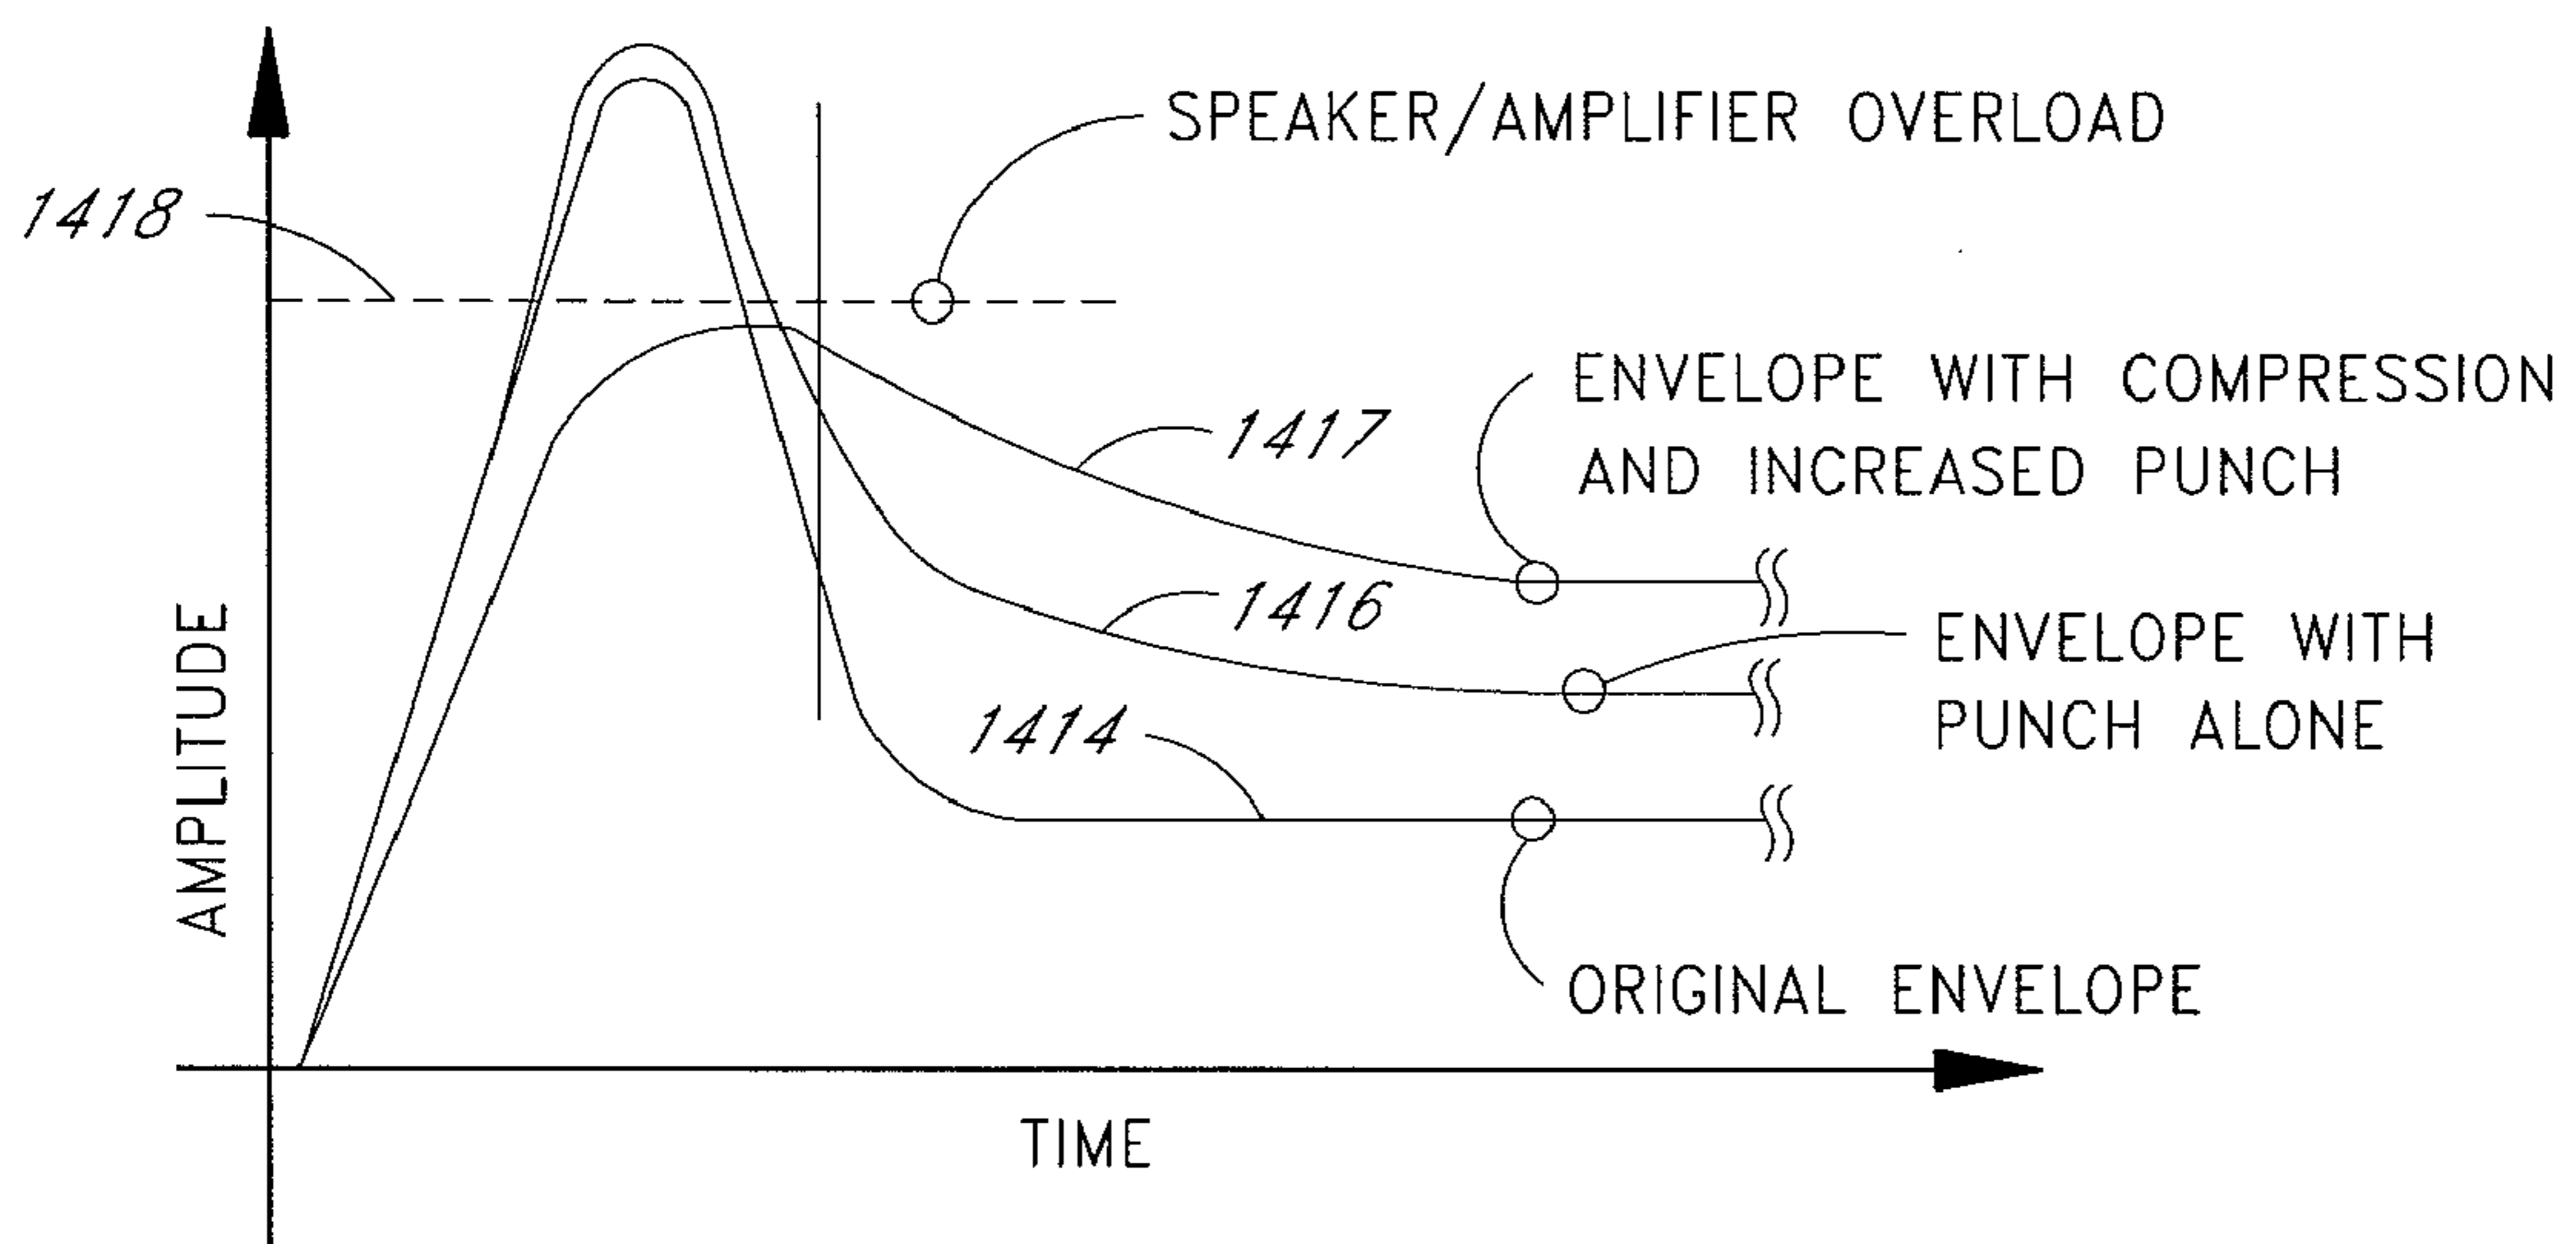 SPEAKER/AMPLIFIER OVERLOAD
1418
ENVELOPE WITH COMPRESSION
AND INCREASED PUNCH
1417
1416
ENVELOPE WITH
PUNCH ALONE
1414
ORIGINAL ENVELOPE
AMPLITUDE
TIME